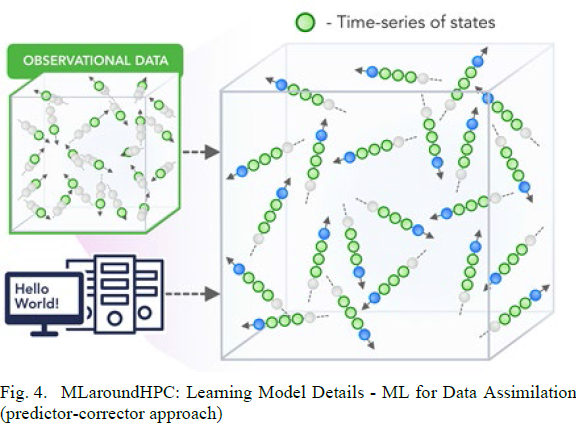 - Time-series of states
OBSERVATIONAL DATA
Hello
World!
Fig. 4. MLaroundHPC: Learning Model Details - ML for Data Assimilation
(predictor-corrector approach)